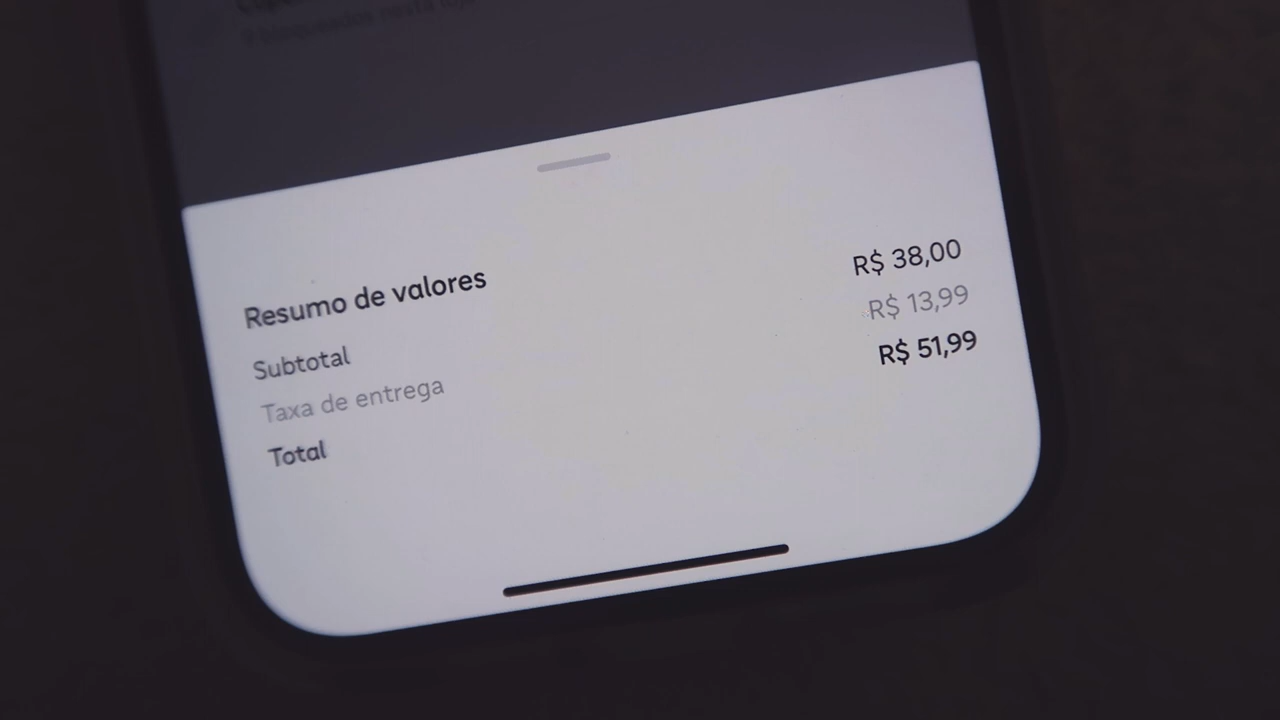 Resumo de valores
Subtotal R$ 38,00
Taxa de entrega R$ 13,99
Total R$ 51,99